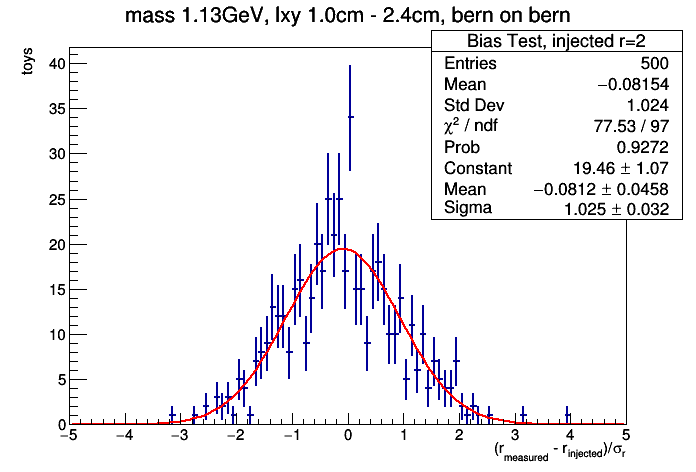 mass 1.13GeV, lxy 1.0cm - 2.4cm, bern on bern
toys
Bias Test, injected r=2
Entries 500
Mean −0.08154
Std Dev 1.024
χ² / ndf 77.53 / 97
Prob 0.9272
Constant 19.46 ± 1.07
Mean −0.0812 ± 0.0458
Sigma 1.025 ± 0.032
40
35
30
25
20
15
10
5
0
−5 −4 −3 −2 −1 0 1 2 3 4 5
(r_measured - r_injected)/σ_r